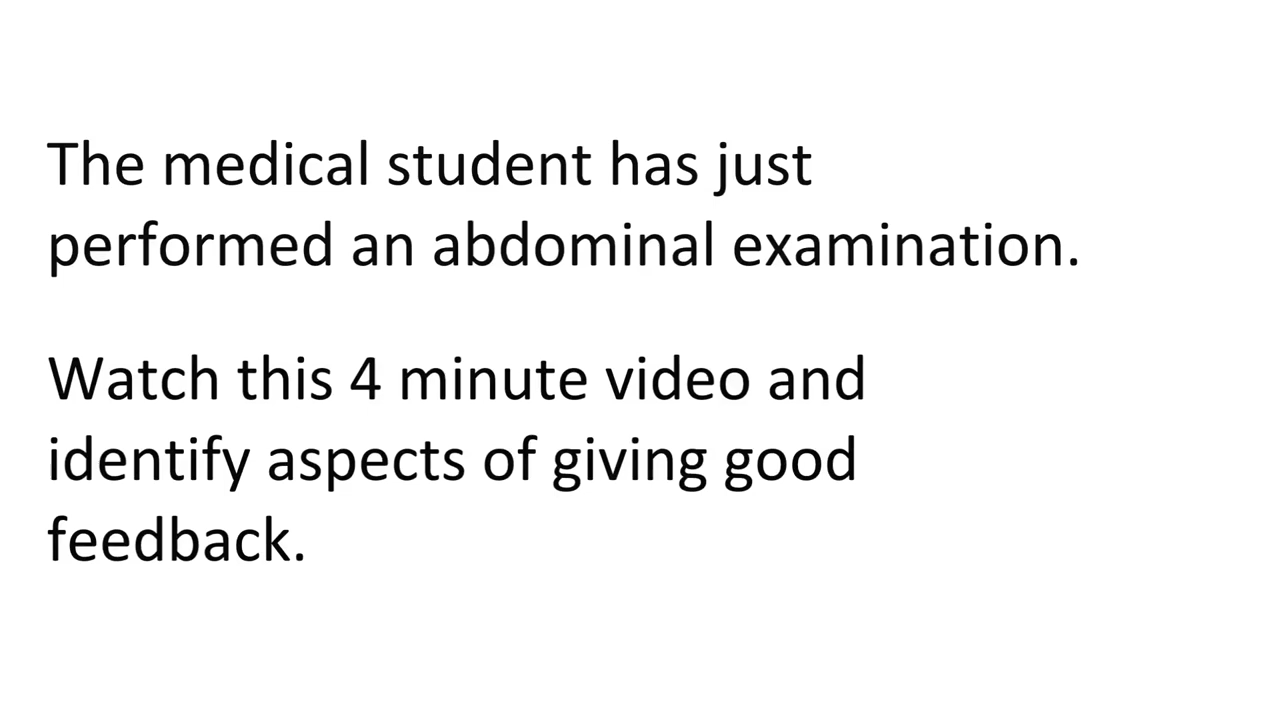 The medical student has just
performed an abdominal examination.
Watch this 4 minute video and
identify aspects of giving good
feedback.